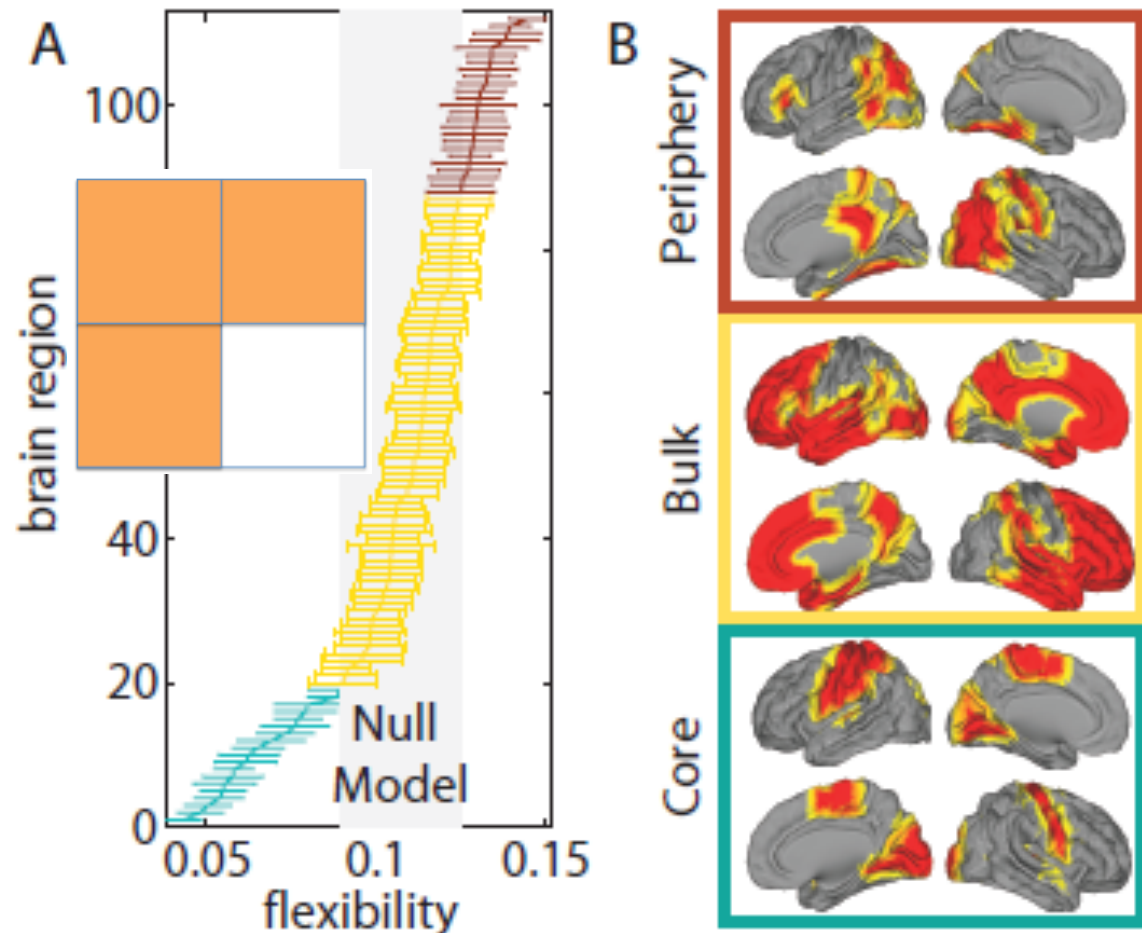 A
100
brain region
40
20
0
Null
Model
0.05
0.1
0.15
flexibility
B
Periphery
Bulk
Core